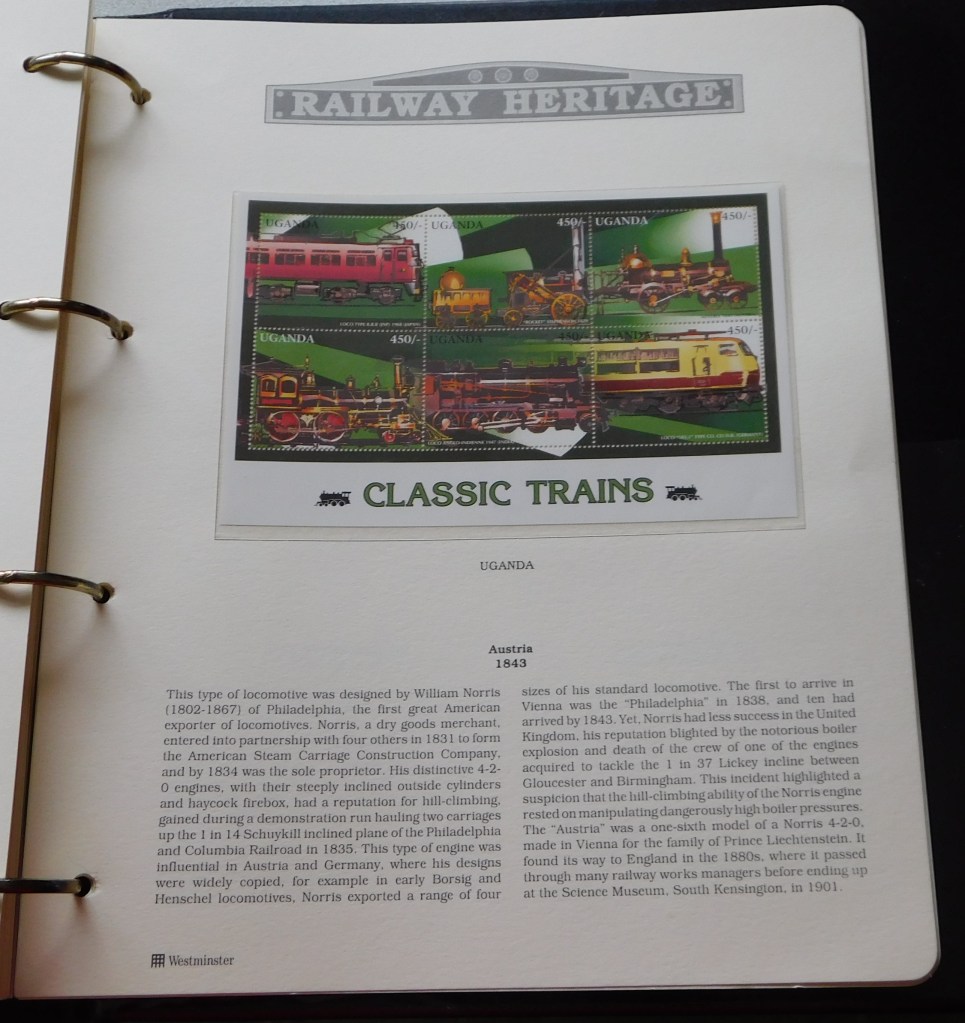 RAILWAY HERITAGE
UGANDA 450/-
450/-
UGANDA 450/-
UGANDA 450/-
UGANDA
UGANDA 450/-
CLASSIC TRAINS
UGANDA
Austria
1843
This type of locomotive was designed by William Norris
(1802-1867) of Philadelphia, the first great American
exporter of locomotives. Norris, a dry goods merchant,
entered into partnership with four others in 1831 to form
the American Steam Carriage Construction Company,
and by 1834 was the sole proprietor. His distinctive 4-2-
0 engines, with their steeply inclined outside cylinders
and haycock firebox, had a reputation for hill-climbing,
gained during a demonstration run hauling two carriages
up the 1 in 14 Schuykill inclined plane of the Philadelphia
and Columbia Railroad in 1835. This type of engine was
influential in Austria and Germany, where his designs
were widely copied, for example in early Borsig and
Henschel locomotives, Norris exported a range of four
sizes of his standard locomotive. The first to arrive in
Vienna was the "Philadelphia" in 1838, and ten had
arrived by 1843. Yet, Norris had less success in the United
Kingdom, his reputation blighted by the notorious boiler
explosion and death of the crew of one of the engines
acquired to tackle the 1 in 37 Lickey incline between
Gloucester and Birmingham. This incident highlighted a
suspicion that the hill-climbing ability of the Norris engine
rested on manipulating dangerously high boiler pressures.
The "Austria" was a one-sixth model of a Norris 4-2-0,
made in Vienna for the family of Prince Liechtenstein. It
found its way to England in the 1880s, where it passed
through many railway works managers before ending up
at the Science Museum, South Kensington, in 1901.
Westminster